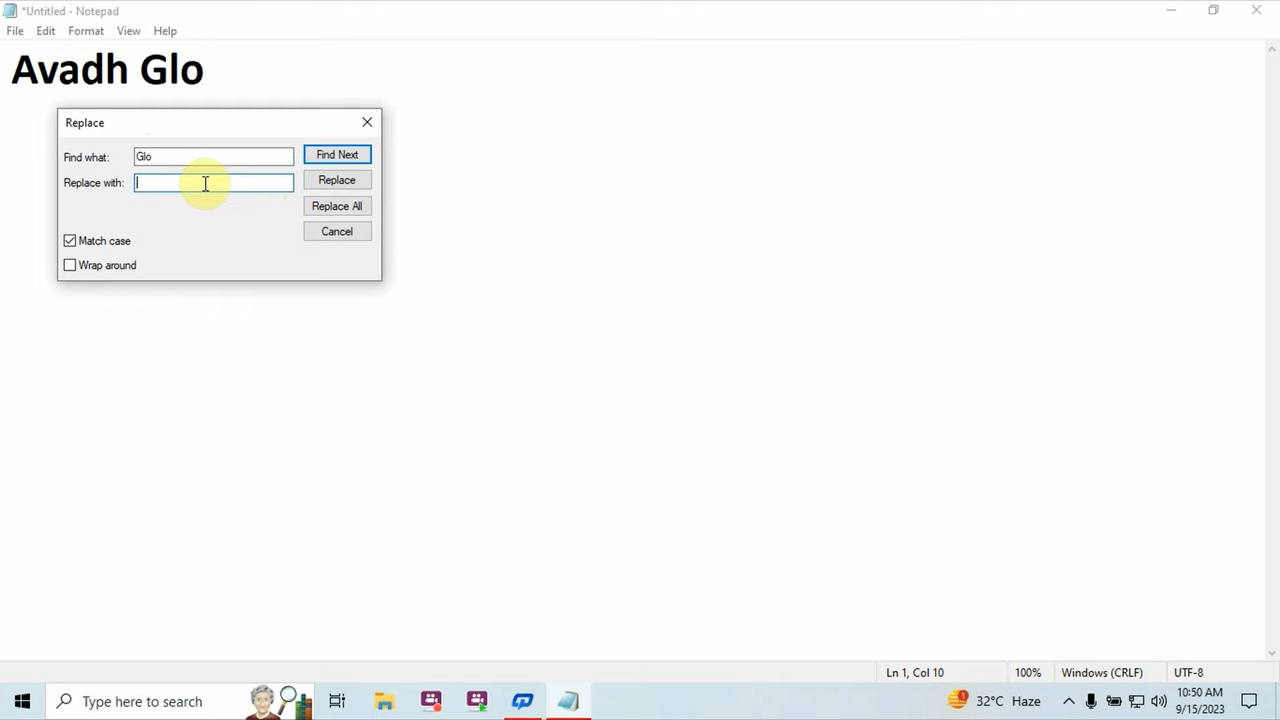 *Untitled - Notepad
File Edit Format View Help
Avadh Glo
Replace
Find what: Glo Find Next
Replace with: Replace
Replace All
Cancel
Match case
Wrap around
Ln 1, Col 10 100% Windows (CRLF) UTF-8
Type here to search 1 32°C Haze 10:50 AM
9/15/2023